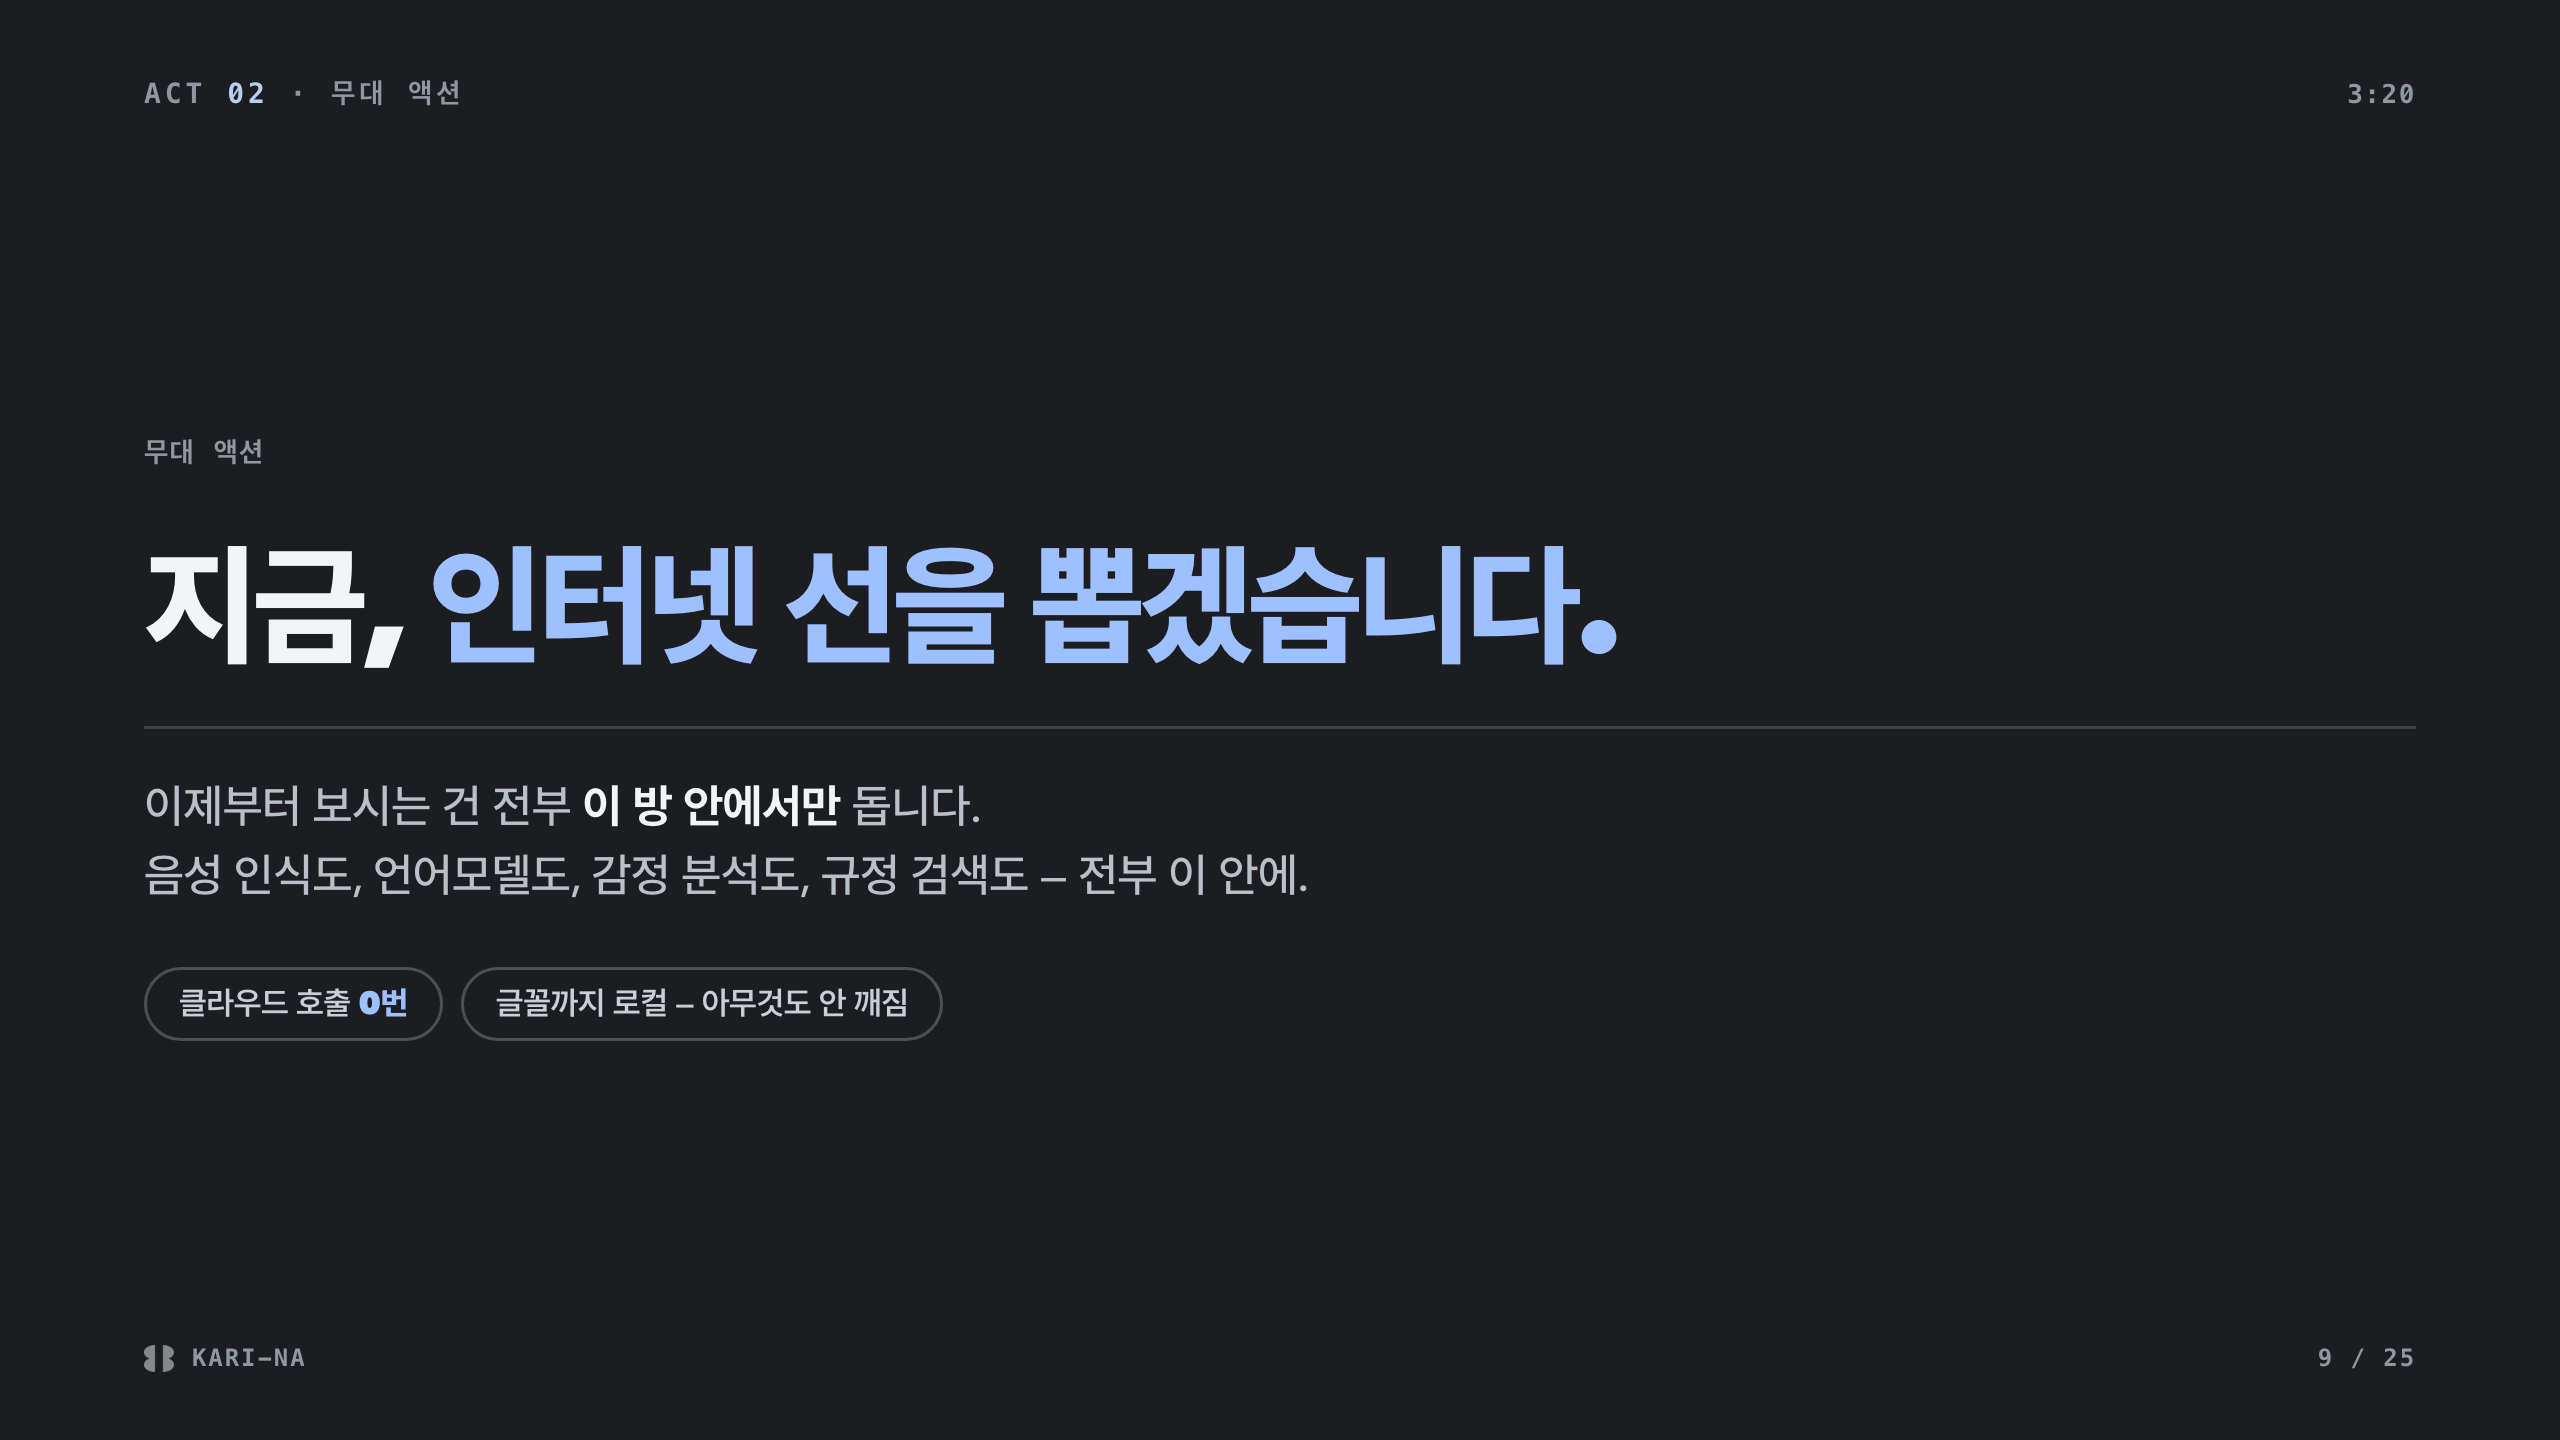 ACT 02 · 무대 액션
3:20
무대 액션
지금, 인터넷 선을 뽑겠습니다.
이제부터 보시는 건 전부 이 방 안에서만 돕니다.
음성 인식도, 언어모델도, 감정 분석도, 규정 검색도 – 전부 이 안에.
클라우드 호출 0번
글꼴까지 로컬 – 아무것도 안 깨짐
KARI–NA
9 / 25